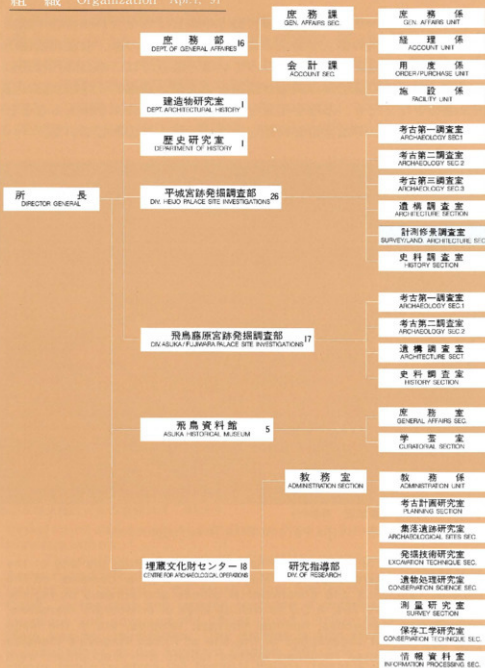 組織 Organization Apr.1,
所長
DIRECTOR GENERAL
庶務部 16
DEPT. OF GENERAL AFFAIRES
庶務課
GEN. AFFAIRS SEC.
庶務係
GEN. AFFAIRS UNIT
会計課
ACCOUNT SEC.
経理係
ACCOUNT UNIT
用度係
ORDER/PURCHASE UNIT
施設係
FACILITY UNIT
建造物研究室 1
DEPT. ARCHITECTURAL HISTORY
歴史研究室 1
DEPARTMENT OF HISTORY
平城宮跡発掘調査部 26
DIV. HEIJO PALACE SITE INVESTIGATIONS
考古第一調査室
ARCHAEOLOGY SEC.1
考古第二調査室
ARCHAEOLOGY SEC.2
考古第三調査室
ARCHAEOLOGY SEC.3
遺構調査室
ARCHITECTURE SECTION
計測修景調査室
SURVEY/LAND. ARCHITECTURE SEC.
史料調査室
HISTORY SECTION
飛鳥藤原宮跡発掘調査部 17
DIV. ASUKA/FUJIWARA PALACE SITE INVESTIGATIONS
考古第一調査室
ARCHAEOLOGY SEC.1
考古第二調査室
ARCHAEOLOGY SEC.2
遺構調査室
ARCHITECTURE SECT
史料調査室
HISTORY SECTION
飛鳥資料館 5
ASUKA HISTORICAL MUSEUM
庶務室
GENERAL AFFAIRS SEC.
学芸室
CURATORIAL SECTION
埋蔵文化財センター 18
CENTRE FOR ARCHAEOLOGICAL OPERATIONS
教務室
ADMINISTRATION SECTION
教務係
ADMINISTRATION UNIT
研究指導部
DIV. OF RESEARCH
考古計画研究室
PLANNING SECTION
集落遺跡研究室
ARCHAEOLOGICAL SITES SEC.
発掘技術研究室
EXCAVATION TECHNIQUE SEC.
遺物処理研究室
CONSERVATION SCIENCE SEC.
測量研究室
SURVEY SECTION
保存工学研究室
CONSERVATION TECHNIQUE SEC.
情報資料室
INFORMATION PROCESSING SEC.